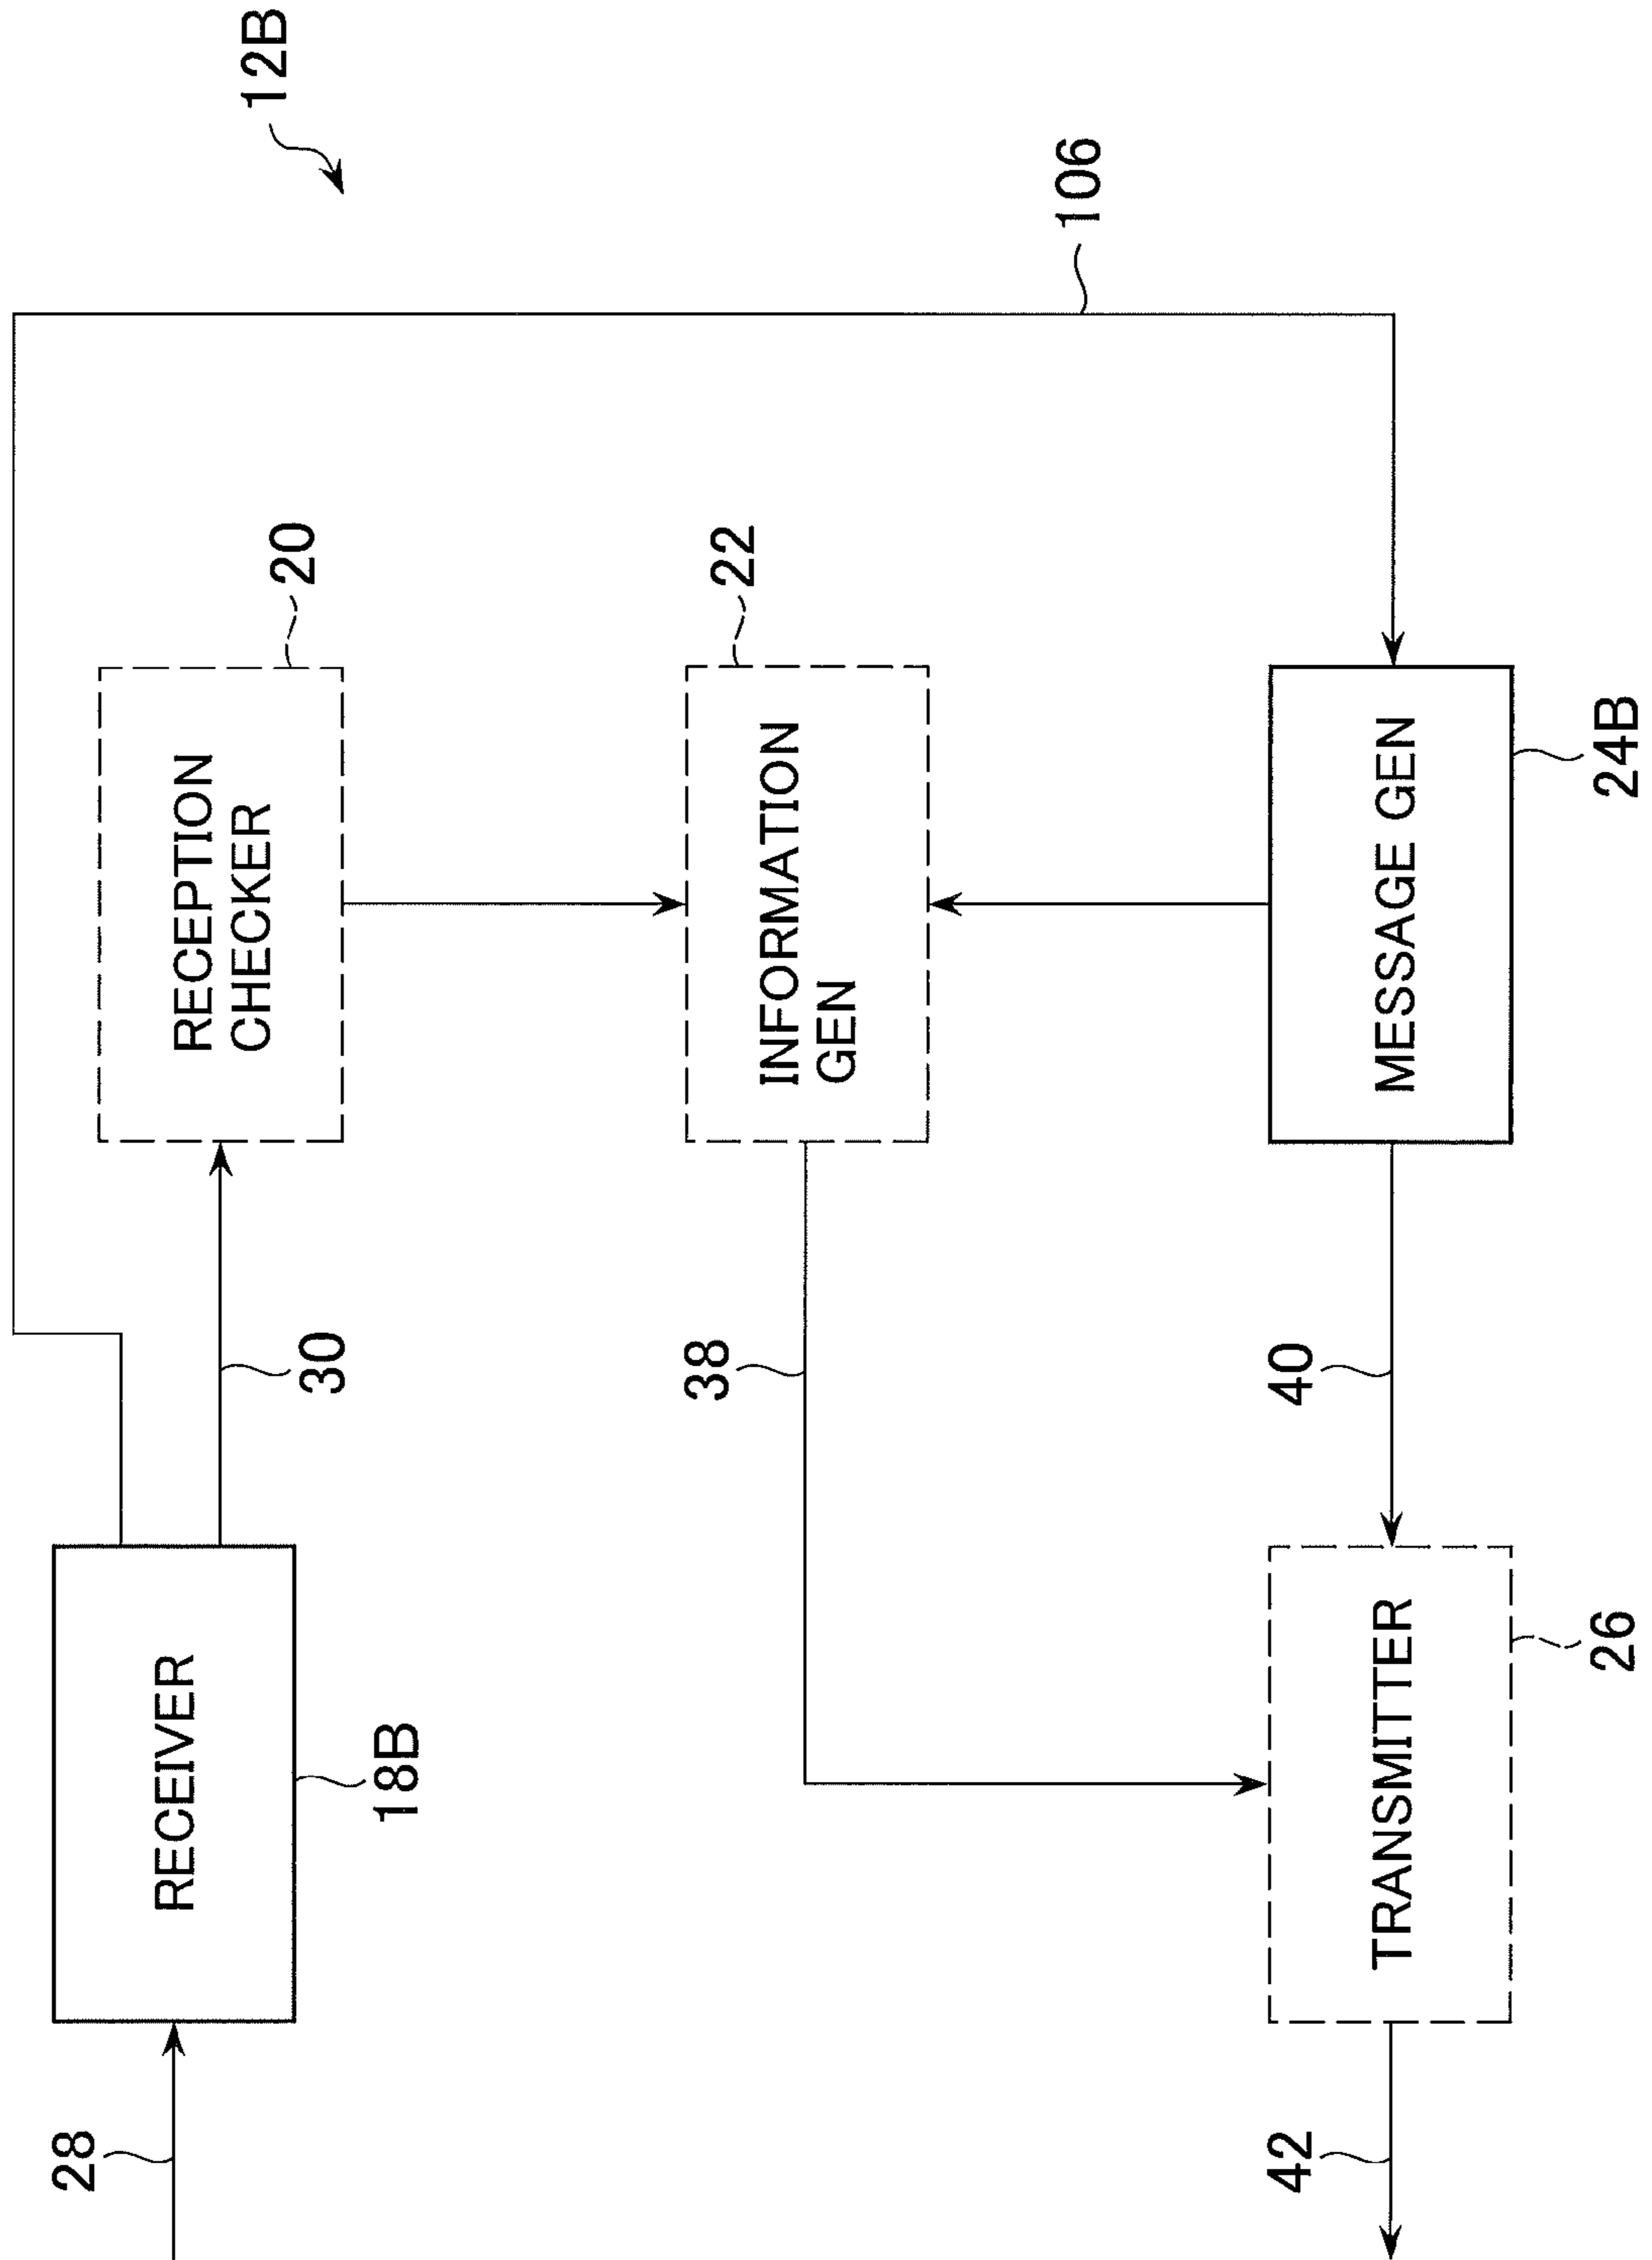 12B
106
20
RECEPTION
CHECKER
22
INFORMATION
GEN
MESSAGE GEN
24B
30
38
40
RECEIVER
18B
TRANSMITTER
26
28
42